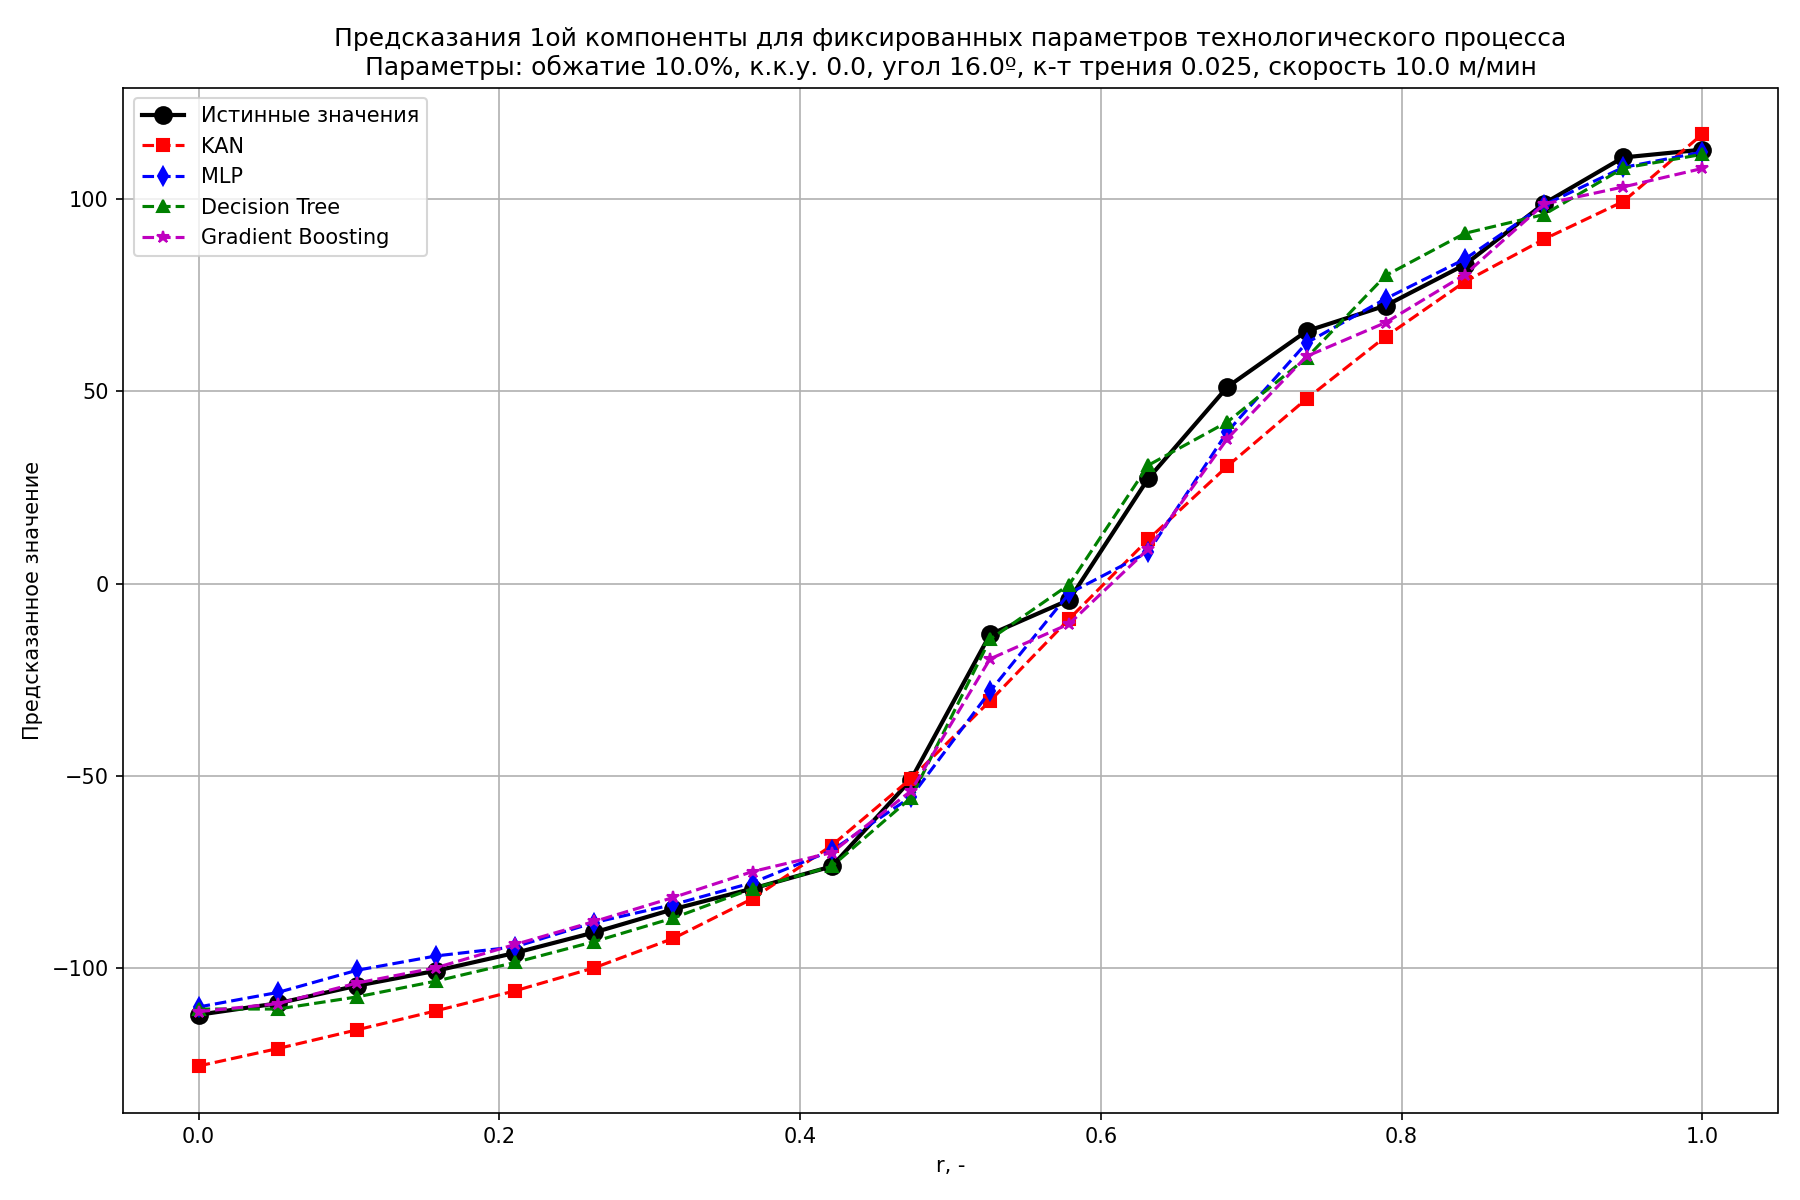 Предсказания 1ой компоненты для фиксированных параметров технологического процесса
Параметры: обжатие 10.0%, к.к.у. 0.0, угол 16.0º, к-т трения 0.025, скорость 10.0 м/мин
Истинные значения
KAN
MLP
Decision Tree
Gradient Boosting
Предсказанное значение
100
50
0
−50
−100
0.0
0.2
0.4
0.6
0.8
1.0
r, -